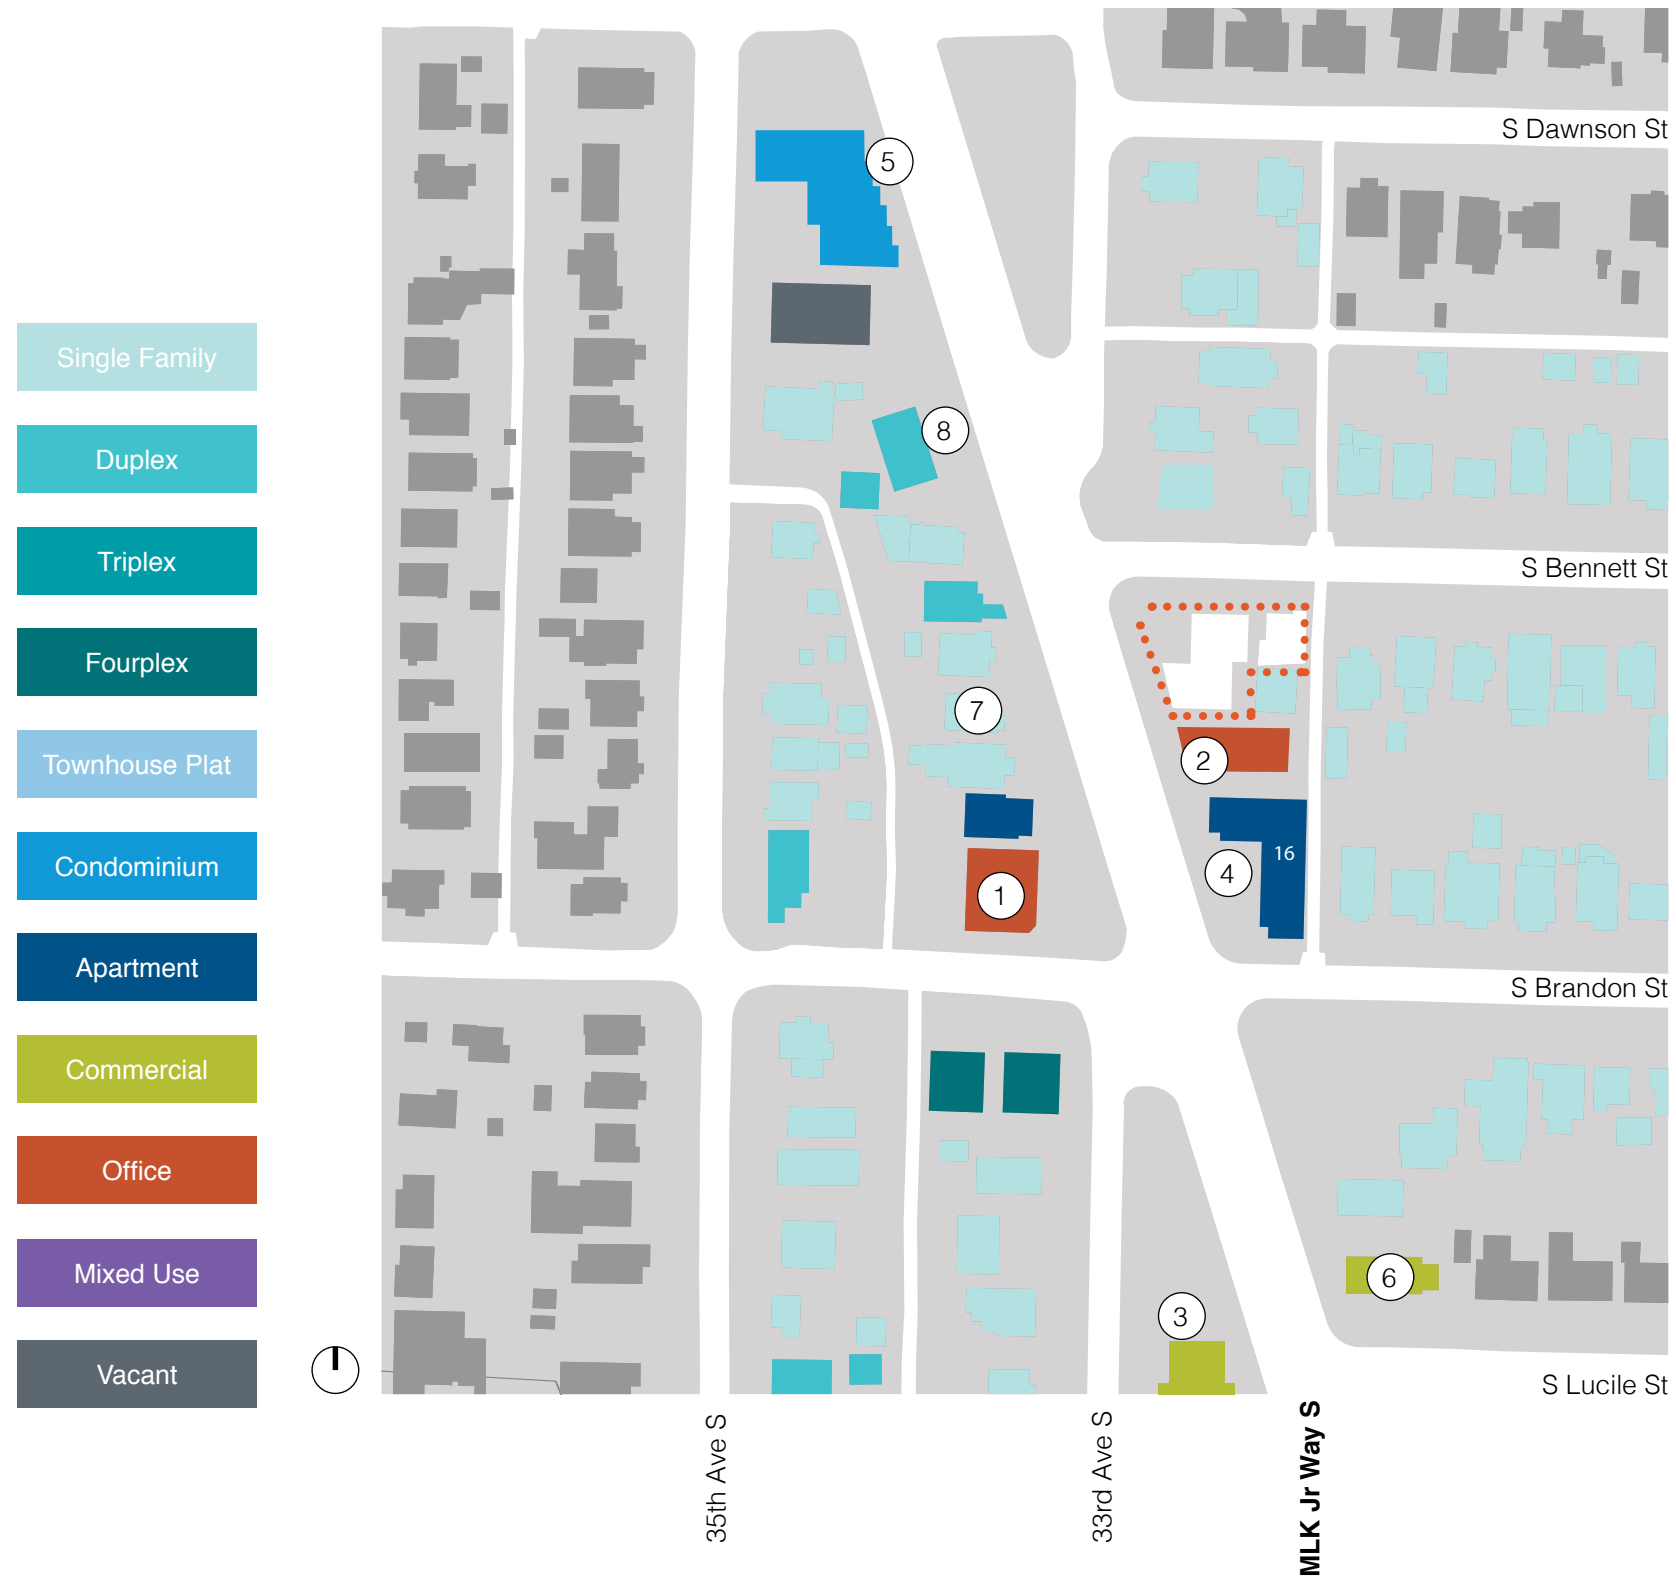 S Dawnson St
5
Single Family
8
Duplex
Triplex
S Bennett St
Fourplex
7
Townhouse Plat
2
Condominium
16
4
1
Apartment
S Brandon St
Commercial
Office
Mixed Use
6
3
Vacant
S Lucile St
35th Ave S
33rd Ave S
MLK Jr Way S